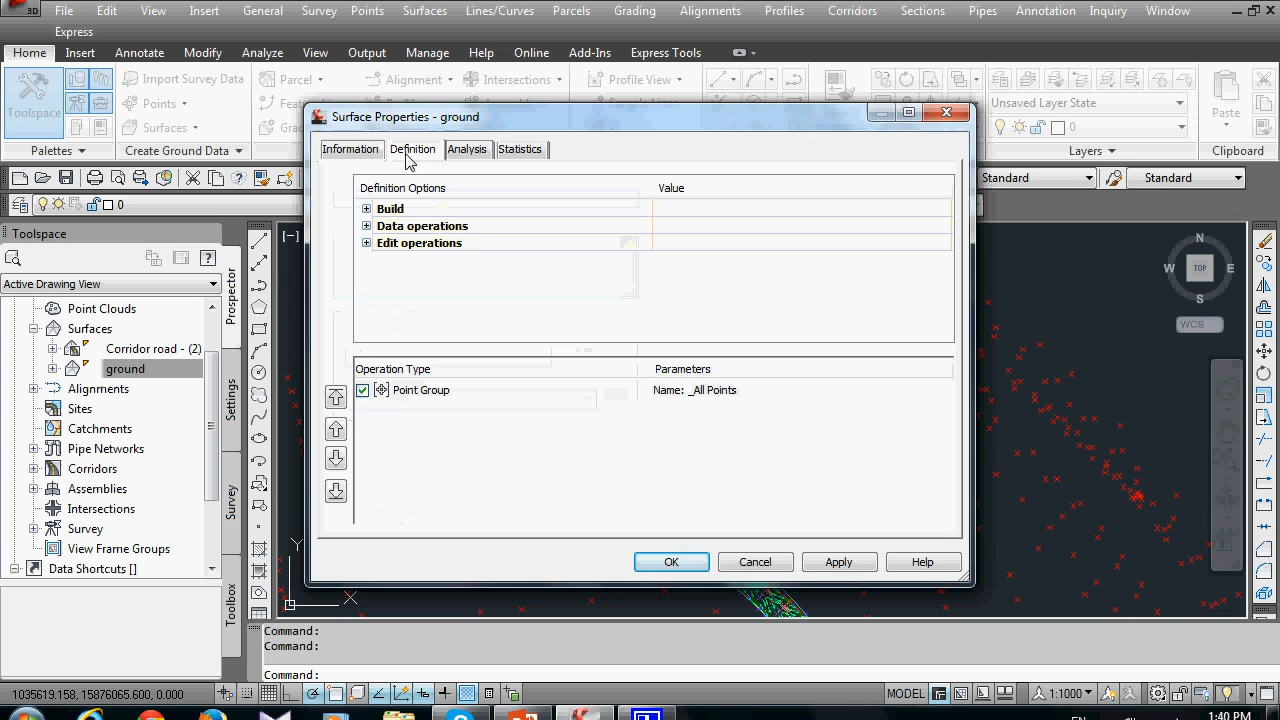 3D File Edit View Insert General Survey Points Surfaces Lines/Curves Parcels Grading Alignments Profiles Corridors Sections Pipes Annotation Inquiry Window
Express
Home Insert Annotate Modify Analyze View Output Manage Help Online Add-Ins Express Tools
Toolspace
Import Survey Data
Points
Surfaces
Parcel
Alignment
Intersections
Profile View
Unsaved Layer State
0
Paste
Palettes
Create Ground Data
Layers
Clipboard
0
Standard
Standard
Surface Properties - ground
Information Definition Analysis Statistics
Definition Options Value
Build
Data operations
Edit operations
Operation Type Parameters
Point Group Name: _All Points
OK Cancel Apply Help
Toolspace
Active Drawing View
Point Clouds
Surfaces
Corridor road - (2)
ground
Alignments
Sites
Catchments
Pipe Networks
Corridors
Assemblies
Intersections
Survey
View Frame Groups
Data Shortcuts []
Prospector
Settings
Survey
Toolbox
[–]
N
W TOP E
S
WCS
Y
Command:
Command:
Command:
1035619.158, 15876065.600, 0.000
MODEL
1:1000
EN
1:40 PM